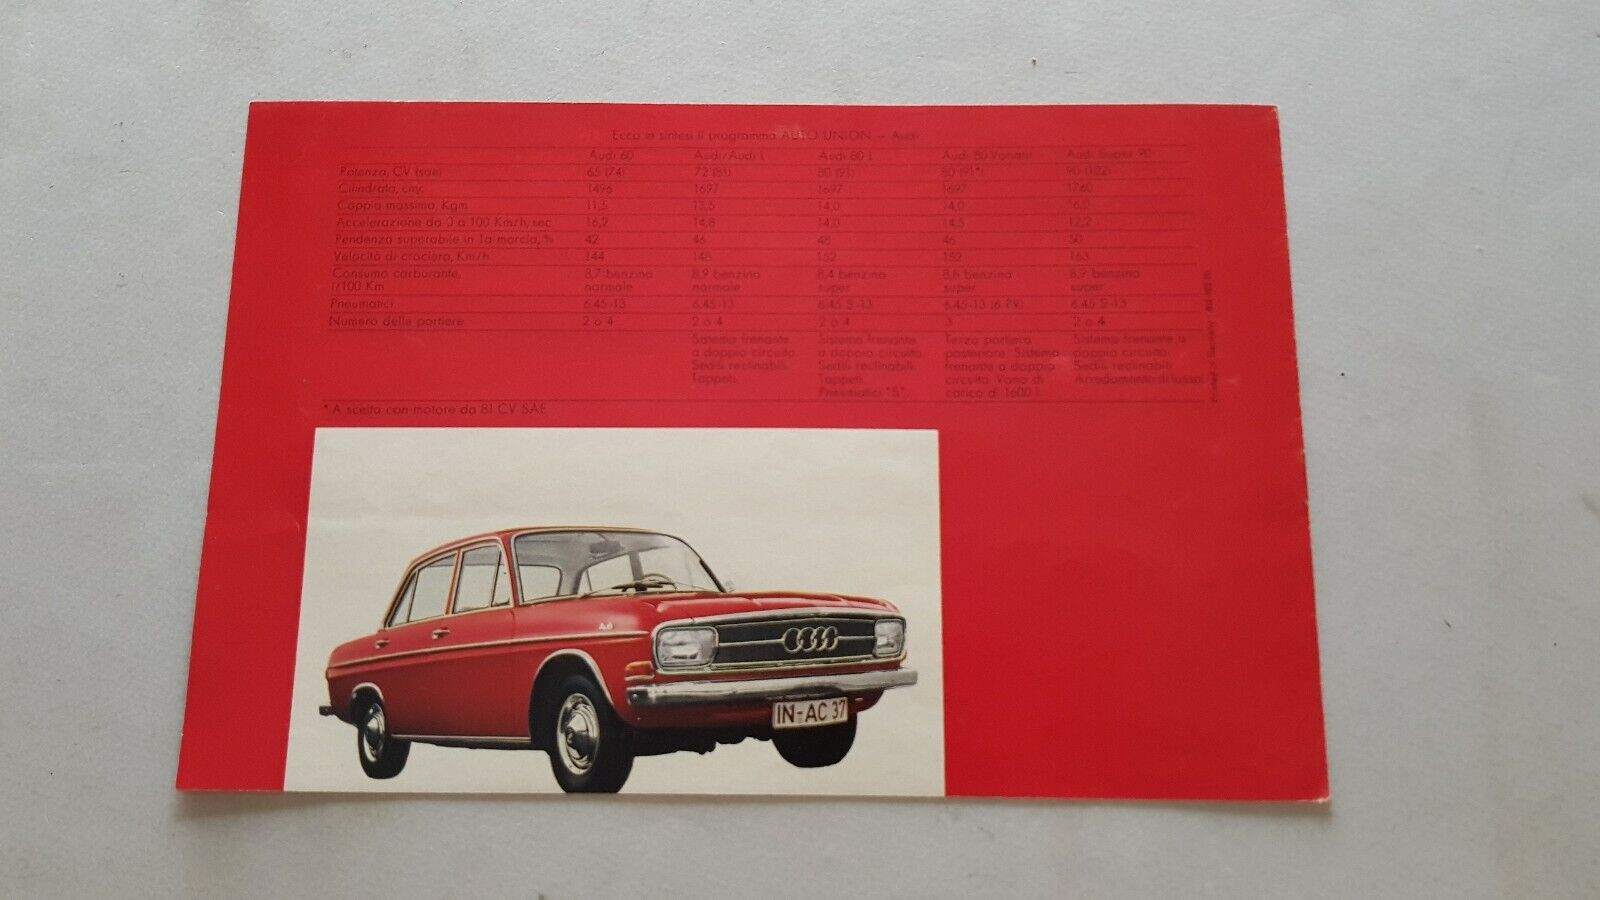 Ecco in sintesi il programma AUTO UNION – Audi
Audi 60 Audi/Audi L Audi 80 L Audi 80 Variant Audi Super 90
Potenza, CV (sae) 65 (74) 72 (81) 80 (91) 80 (91*) 90 (102)
Cilindrata, cmc 1496 1697 1697 1697 1760
Coppia massima, Kgm 11,5 13,5 14,0 14,0 16,0
Accelerazione da 0 a 100 Km/h, sec 16,2 14,8 14,0 14,5 12,2
Pendenza superabile in 1a marcia, % 42 46 48 46 50
Velocità di crociera, Km/h 144 148 152 152 163
Consumo carburante, 8,7 benzina 8,9 benzina 8,4 benzina 8,6 benzina 8,9 benzina
l/100 Km normale normale super super super
Pneumatici 6.45-13 6.45-13 6.45 S-13 6.45-13 (6 PR) 6.45 S-13
Numero delle portiere 2 o 4 2 o 4 2 o 4 3 2 o 4
Sistema frenante Sistema frenante Terza portiera Sistema frenante a
a doppio circuito a doppio circuito posteriore. Sistema doppio circuito.
Sedili reclinabili. Sedili reclinabili. frenante a doppio Sedili reclinabili.
Tappeti. Tappeti. circuito. Vano di Arredamento di lusso.
Pneumatici "S" carico di 1600 l
* A scelta con motore da 81 CV SAE
Printed in Germany
IN-AC 37